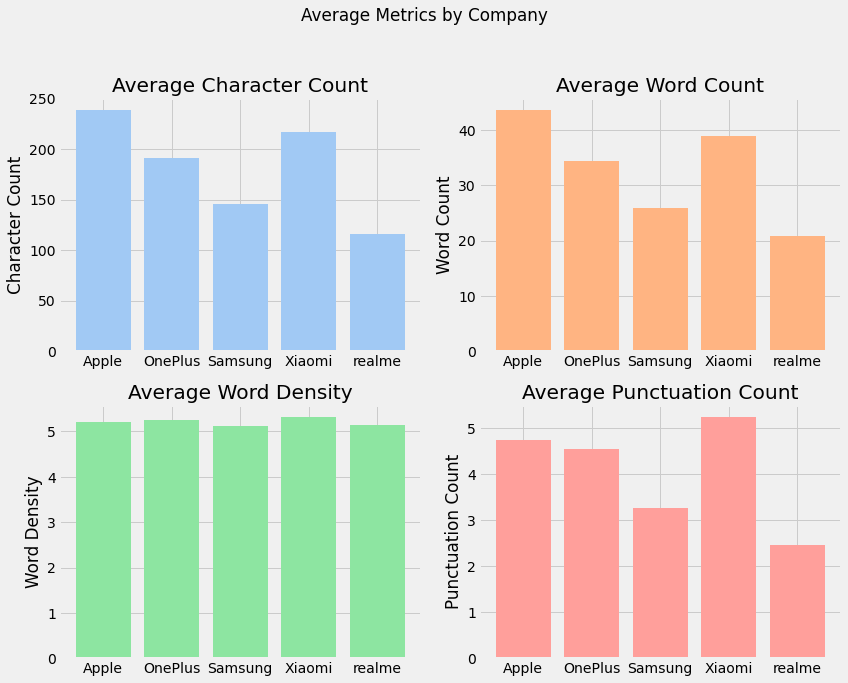 Average Metrics by Company
Average Character Count
Character Count
250
200
150
100
50
0
Apple OnePlus Samsung Xiaomi realme
Average Word Count
Word Count
40
30
20
10
0
Apple OnePlus Samsung Xiaomi realme
Average Word Density
Word Density
5
4
3
2
1
0
Apple OnePlus Samsung Xiaomi realme
Average Punctuation Count
Punctuation Count
5
4
3
2
1
0
Apple OnePlus Samsung Xiaomi realme